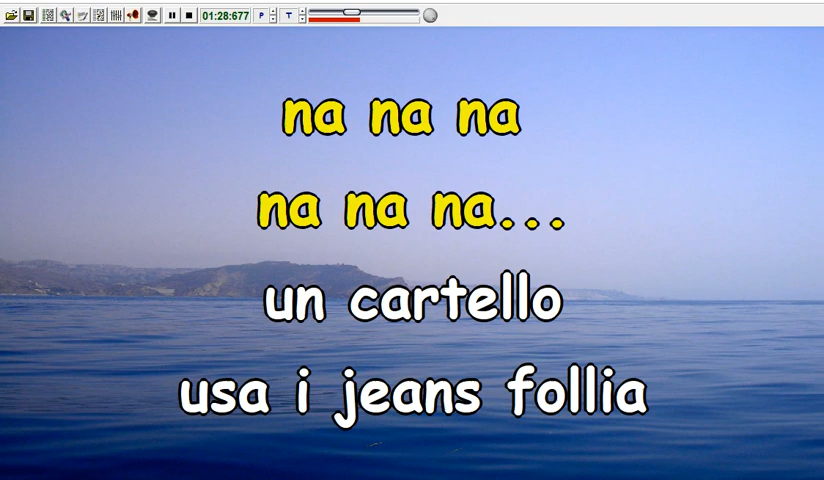 01:28:677
P
T
na na na
na na na...
un cartello
usa i jeans follia